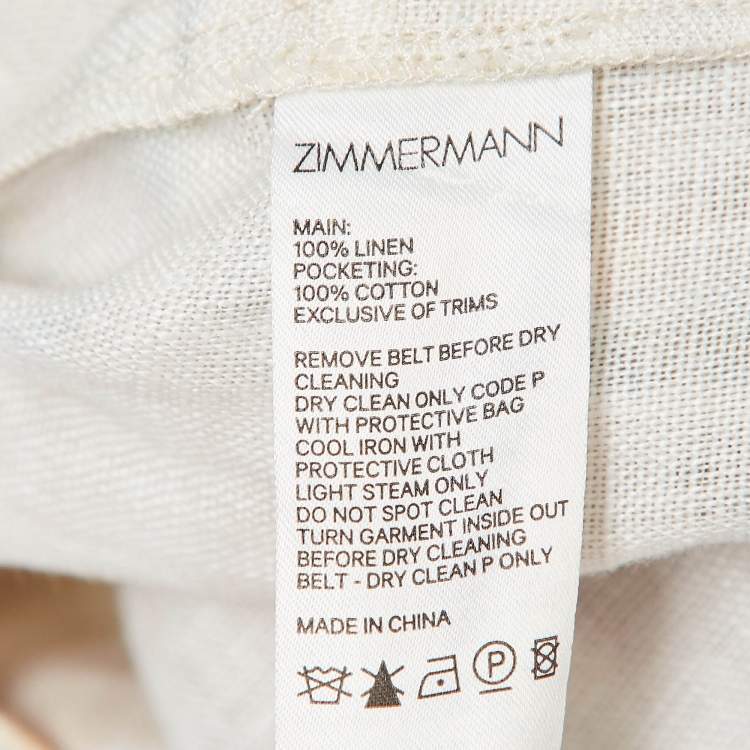 ZIMMERMANN
MAIN:
100% LINEN
POCKETING:
100% COTTON
EXCLUSIVE OF TRIMS
REMOVE BELT BEFORE DRY
CLEANING
DRY CLEAN ONLY CODE P
WITH PROTECTIVE BAG
COOL IRON WITH
PROTECTIVE CLOTH
LIGHT STEAM ONLY
DO NOT SPOT CLEAN
TURN GARMENT INSIDE OUT
BEFORE DRY CLEANING
BELT - DRY CLEAN P ONLY
MADE IN CHINA
P